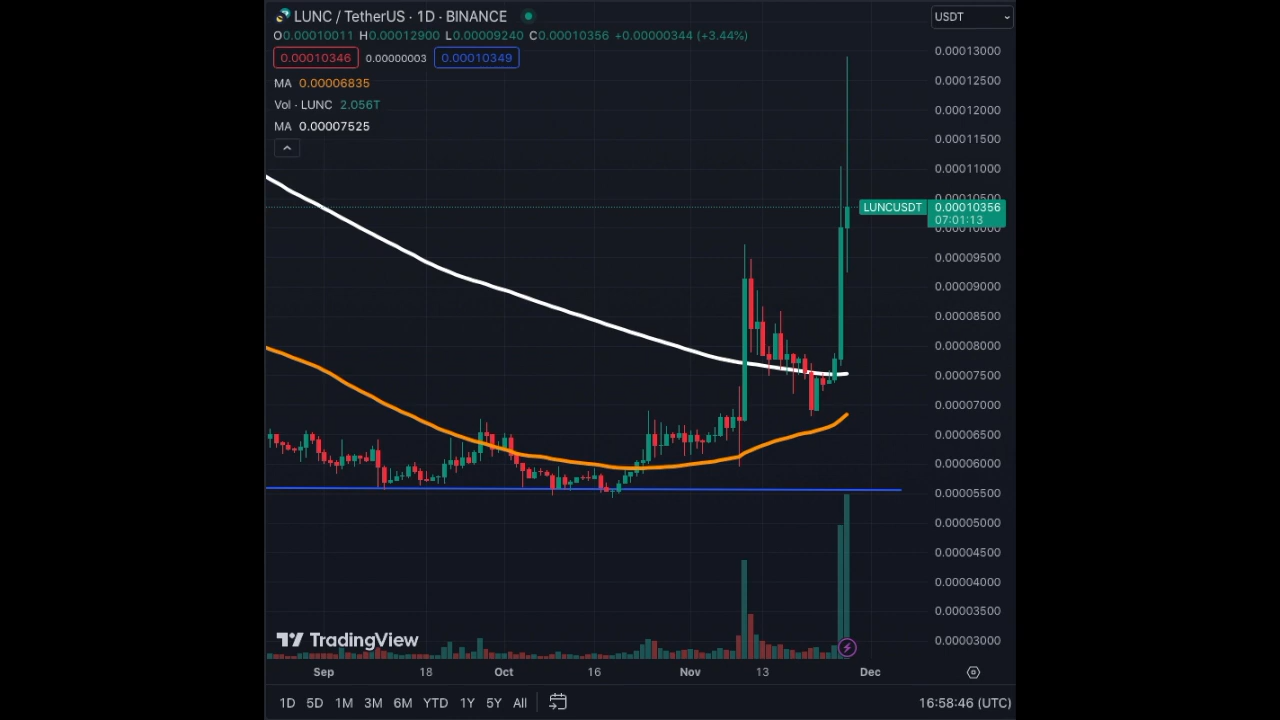 LUNC / TetherUS · 1D · BINANCE
USDT
O0.00010011 H0.00012900 L0.00009240 C0.00010356 +0.00000344 (+3.44%)
0.00010346 0.00000003 0.00010349
MA 0.00006835
Vol · LUNC 2.056T
MA 0.00007525
0.00013000
0.00012500
0.00012000
0.00011500
0.00011000
0.00010500
LUNCUSDT 0.00010356
07:01:13
0.00010000
0.00009500
0.00009000
0.00008500
0.00008000
0.00007500
0.00007000
0.00006500
0.00006000
0.00005500
0.00005000
0.00004500
0.00004000
0.00003500
0.00003000
TradingView
Sep 18 Oct 16 Nov 13 Dec
1D 5D 1M 3M 6M YTD 1Y 5Y All 16:58:46 (UTC)